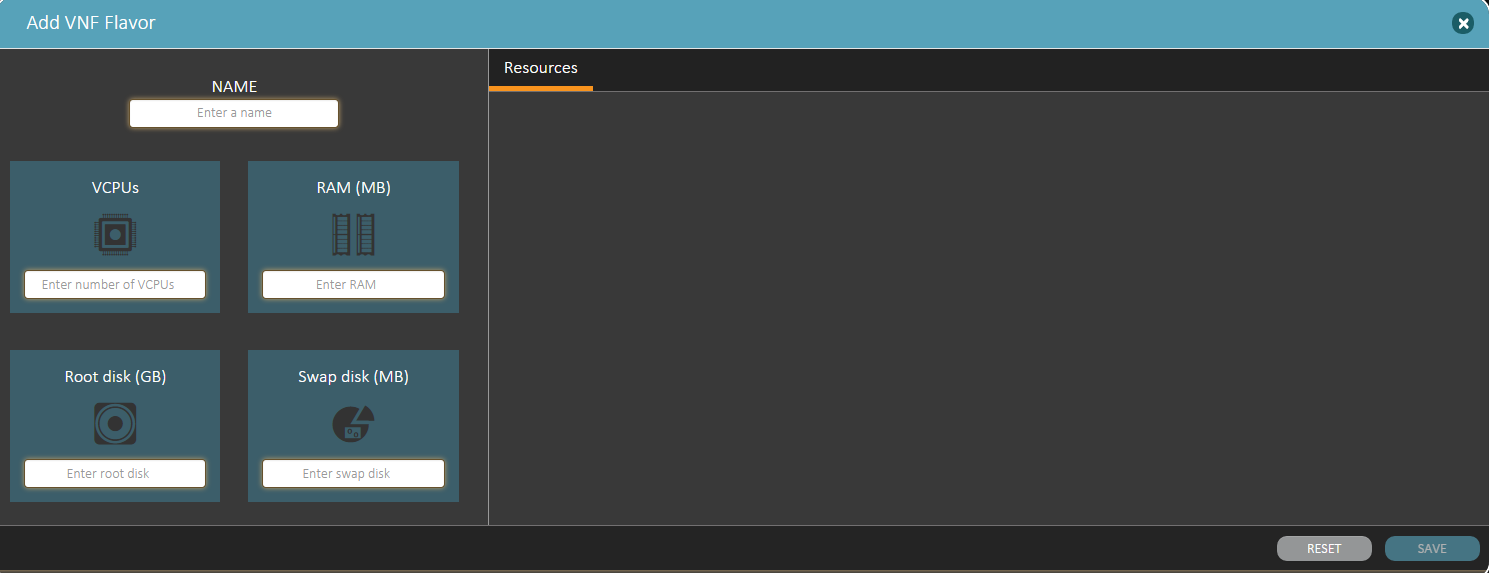 Add VNF Flavor
NAME
Enter a name
VCPUs
RAM (MB)
Enter number of VCPUs
Enter RAM
Root disk (GB)
Swap disk (MB)
Enter root disk
Enter swap disk
Resources
RESET
SAVE